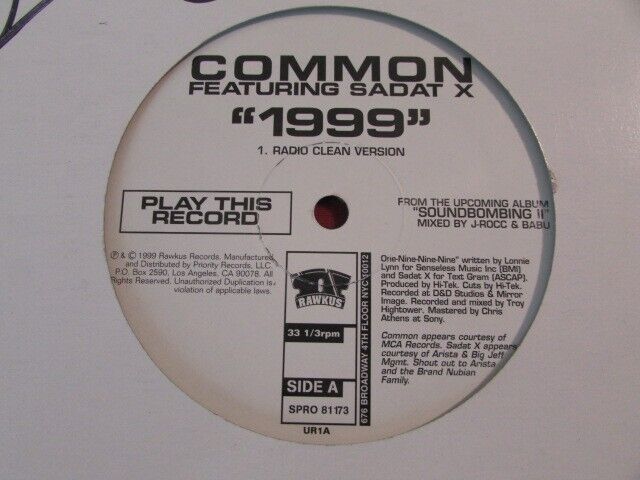 COMMON
FEATURING SADAT X
"1999"
1. RADIO CLEAN VERSION
PLAY THIS
RECORD
FROM THE UPCOMING ALBUM
"SOUNDBOMBING II"
MIXED BY J-ROCC & BABU
℗ & © 1999 Rawkus Records. Manufactured
and Distributed by Priority Records, LLC.
P.O. Box 2590, Los Angeles, CA 90078. All
Rights Reserved. Unauthorized Duplication is a
violation of applicable laws.
RAWKUS
33 1/3rpm
SIDE A
SPRO 81173
UR1A
676 BROADWAY 4TH FLOOR NYC 10012
One-Nine-Nine-Nine" written by Lonnie
Lynn for Senseless Music Inc [BMI]
and Sadat X for Text Gram (ASCAP).
Produced by Hi-Tek. Cuts by Hi-Tek.
Recorded at D&D Studios & Mirror
Image. Recorded and mixed by Troy
Hightower. Mastered by Chris
Athens at Sony.
Common appears courtesy of
MCA Records. Sadat X appears
courtesy of Arista & Big Jeff
Mgmt. Shout out to Arista
and the Brand Nubian
Family.